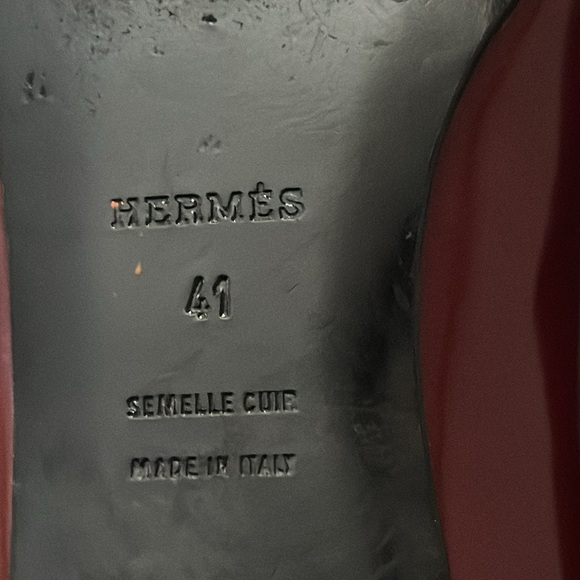 HERMÈS
41
SEMELLE CUIR
MADE IN ITALY